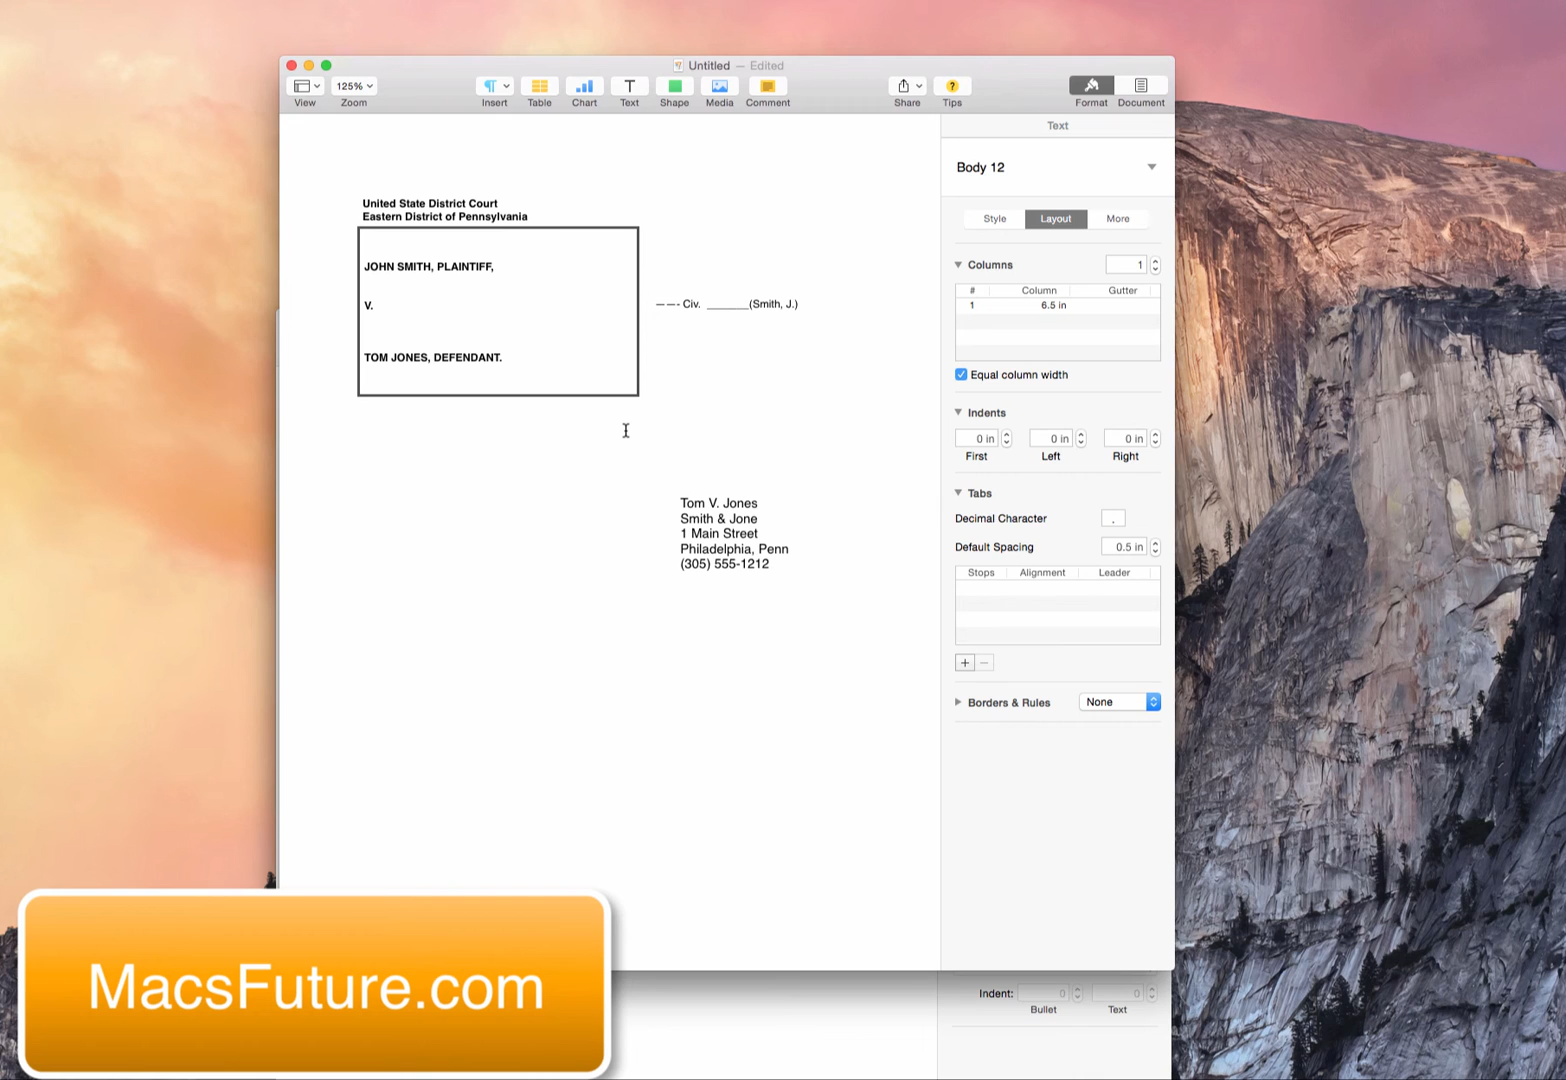 Untitled — Edited
125%
View Zoom Insert Table Chart Text Shape Media Comment Share Tips Format Document
Text
Body 12
Style Layout More
Columns 1
# Column Gutter
1 6.5 in
Equal column width
Indents
0 in 0 in 0 in
First Left Right
Tabs
Decimal Character .
Default Spacing 0.5 in
Stops Alignment Leader
+ −
Borders & Rules None
United State District Court
Eastern District of Pennsylvania
JOHN SMITH, PLAINTIFF,
V.
TOM JONES, DEFENDANT.
———- Civ. _______(Smith, J.)
Tom V. Jones
Smith & Jone
1 Main Street
Philadelphia, Penn
(305) 555-1212
Indent: 0 0
Bullet Text
MacsFuture.com